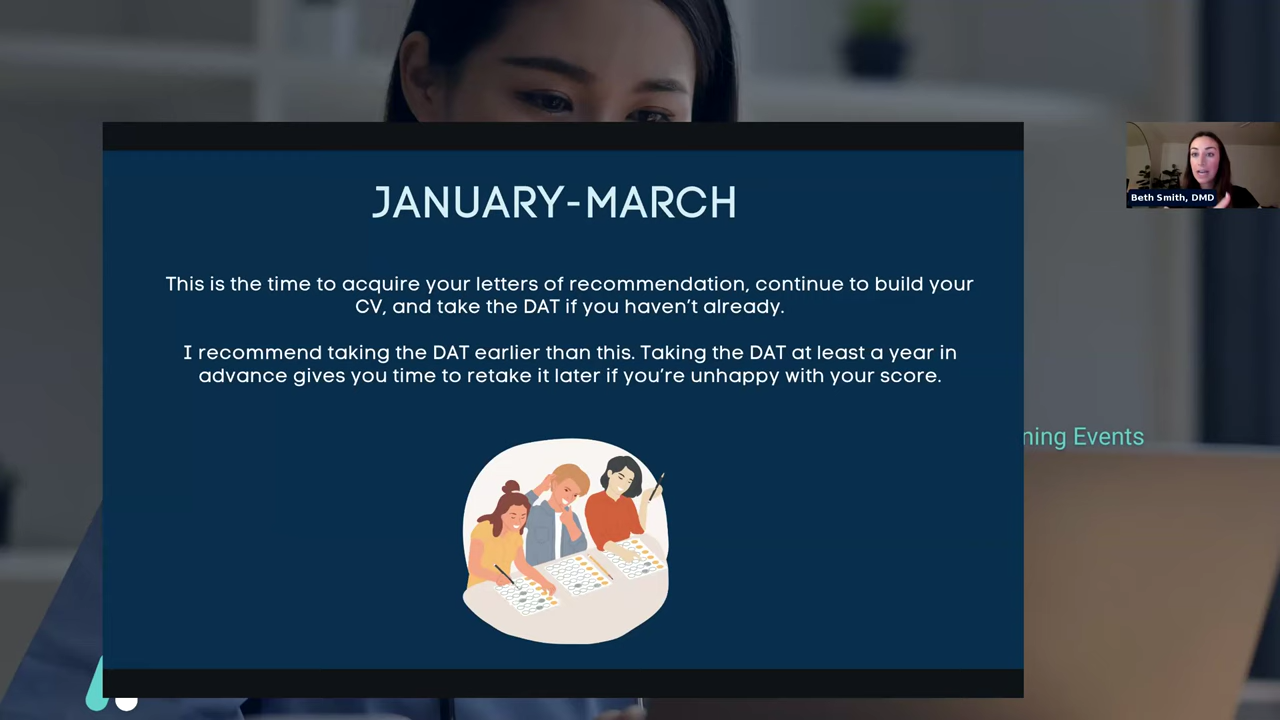 JANUARY-MARCH
This is the time to acquire your letters of recommendation, continue to build your
CV, and take the DAT if you haven't already.
I recommend taking the DAT earlier than this. Taking the DAT at least a year in
advance gives you time to retake it later if you're unhappy with your score.
Beth Smith, DMD
ning Events